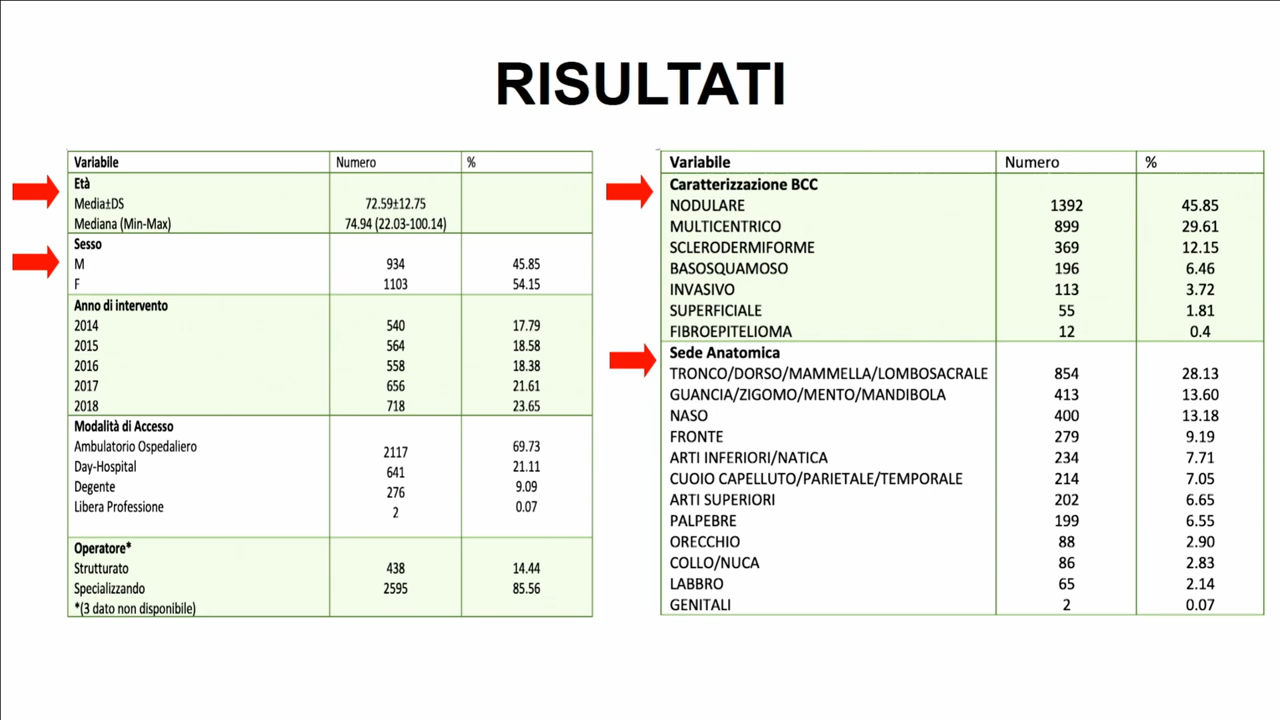 RISULTATI
Variabile Numero %
Età
Media±DS 72.59±12.75
Mediana (Min-Max) 74.94 (22.03-100.14)
Sesso
M 934 45.85
F 1103 54.15
Anno di intervento
2014 540 17.79
2015 564 18.58
2016 558 18.38
2017 656 21.61
2018 718 23.65
Modalità di Accesso
Ambulatorio Ospedaliero 2117 69.73
Day-Hospital 641 21.11
Degente 276 9.09
Libera Professione 2 0.07
Operatore*
Strutturato 438 14.44
Specializzando 2595 85.56
*(3 dato non disponibile)
Variabile Numero %
Caratterizzazione BCC
NODULARE 1392 45.85
MULTICENTRICO 899 29.61
SCLERODERMIFORME 369 12.15
BASOSQUAMOSO 196 6.46
INVASIVO 113 3.72
SUPERFICIALE 55 1.81
FIBROEPITELIOMA 12 0.4
Sede Anatomica
TRONCO/DORSO/MAMMELLA/LOMBOSACRALE 854 28.13
GUANCIA/ZIGOMO/MENTO/MANDIBOLA 413 13.60
NASO 400 13.18
FRONTE 279 9.19
ARTI INFERIORI/NATICA 234 7.71
CUOIO CAPELLUTO/PARIETALE/TEMPORALE 214 7.05
ARTI SUPERIORI 202 6.65
PALPEBRE 199 6.55
ORECCHIO 88 2.90
COLLO/NUCA 86 2.83
LABBRO 65 2.14
GENITALI 2 0.07